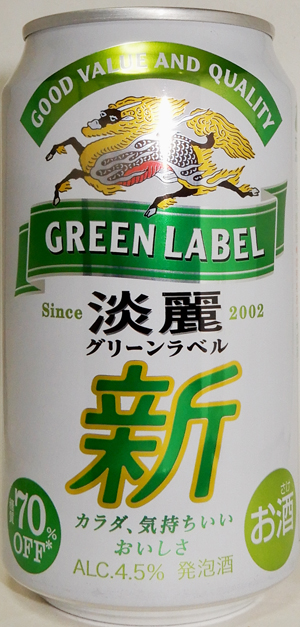 GOOD VALUE AND QUALITY
GREEN LABEL
Since 淡麗 2002
グリーンラベル
新
糖質 70% OFF*
カラダ、気持ちいい
おいしさ
さけ
お酒
ALC.4.5% 発泡酒